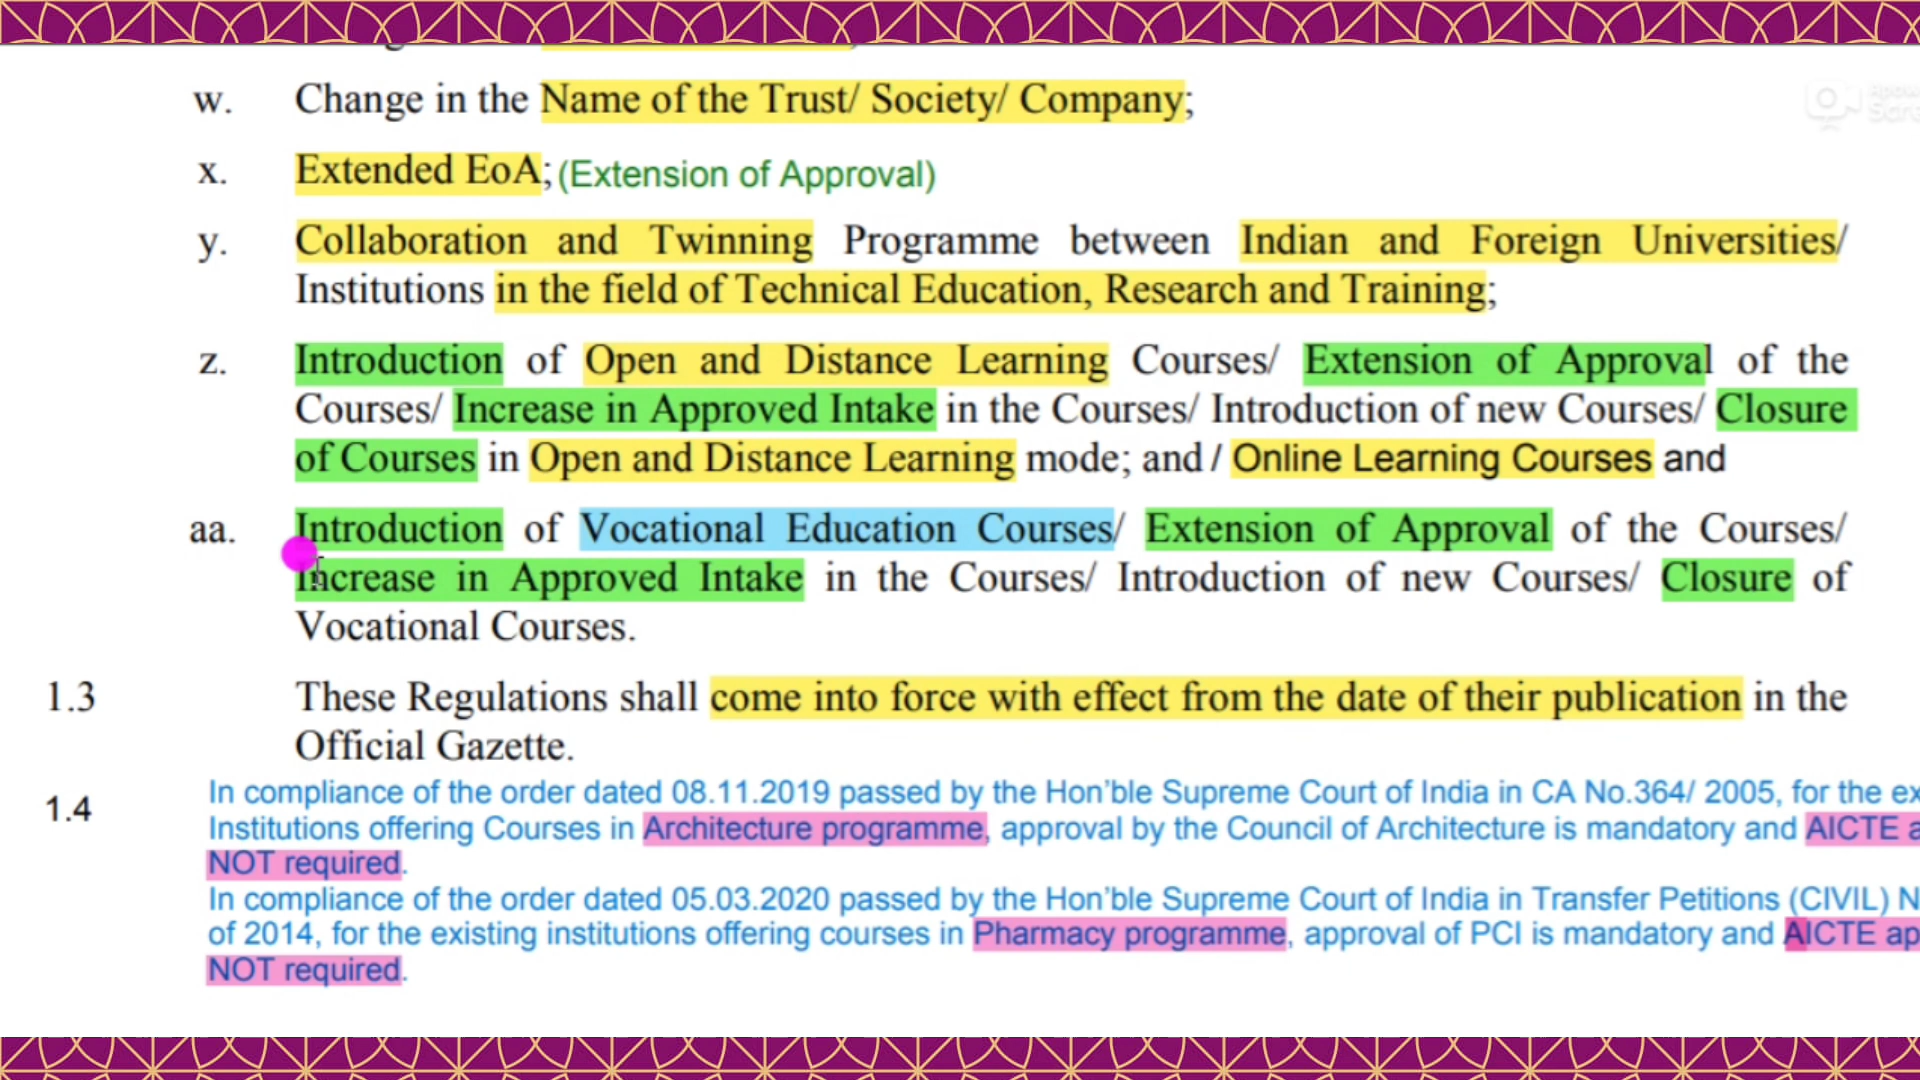 w. Change in the Name of the Trust/ Society/ Company;
x. Extended EoA; (Extension of Approval)
y. Collaboration and Twinning Programme between Indian and Foreign Universities/
Institutions in the field of Technical Education, Research and Training;
z. Introduction of Open and Distance Learning Courses/ Extension of Approval of the
Courses/ Increase in Approved Intake in the Courses/ Introduction of new Courses/ Closure
of Courses in Open and Distance Learning mode; and / Online Learning Courses and
aa. Introduction of Vocational Education Courses/ Extension of Approval of the Courses/
Increase in Approved Intake in the Courses/ Introduction of new Courses/ Closure of
Vocational Courses.
1.3 These Regulations shall come into force with effect from the date of their publication in the
Official Gazette.
1.4 In compliance of the order dated 08.11.2019 passed by the Hon'ble Supreme Court of India in CA No.364/ 2005, for the ex
Institutions offering Courses in Architecture programme, approval by the Council of Architecture is mandatory and AICTE a
NOT required.
In compliance of the order dated 05.03.2020 passed by the Hon'ble Supreme Court of India in Transfer Petitions (CIVIL) N
of 2014, for the existing institutions offering courses in Pharmacy programme, approval of PCI is mandatory and AICTE ap
NOT required.